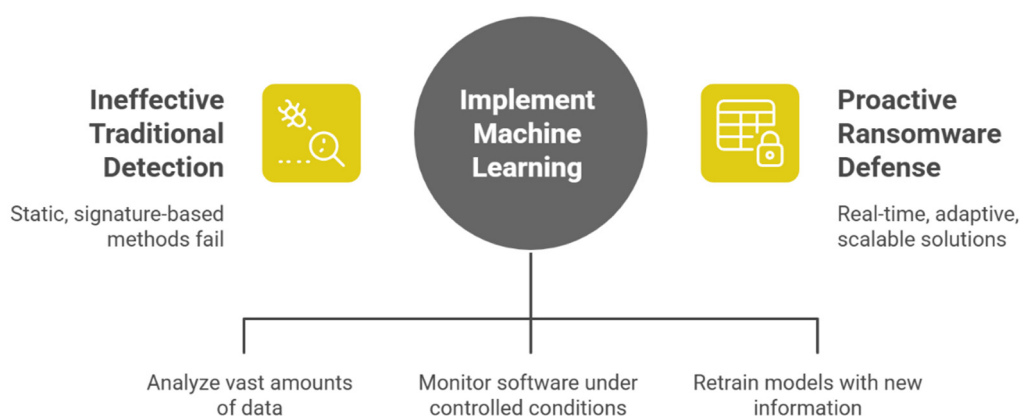 Ineffective
Traditional
Detection
Static, signature-based
methods fail
Implement
Machine
Learning
Proactive
Ransomware
Defense
Real-time, adaptive,
scalable solutions
Analyze vast amounts
of data
Monitor software under
controlled conditions
Retrain models with new
information